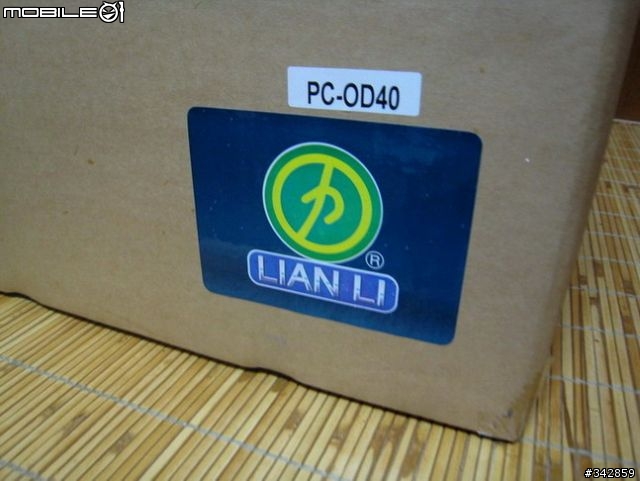 MOBILE01
PC-OD40
®
LIAN LI
#342859